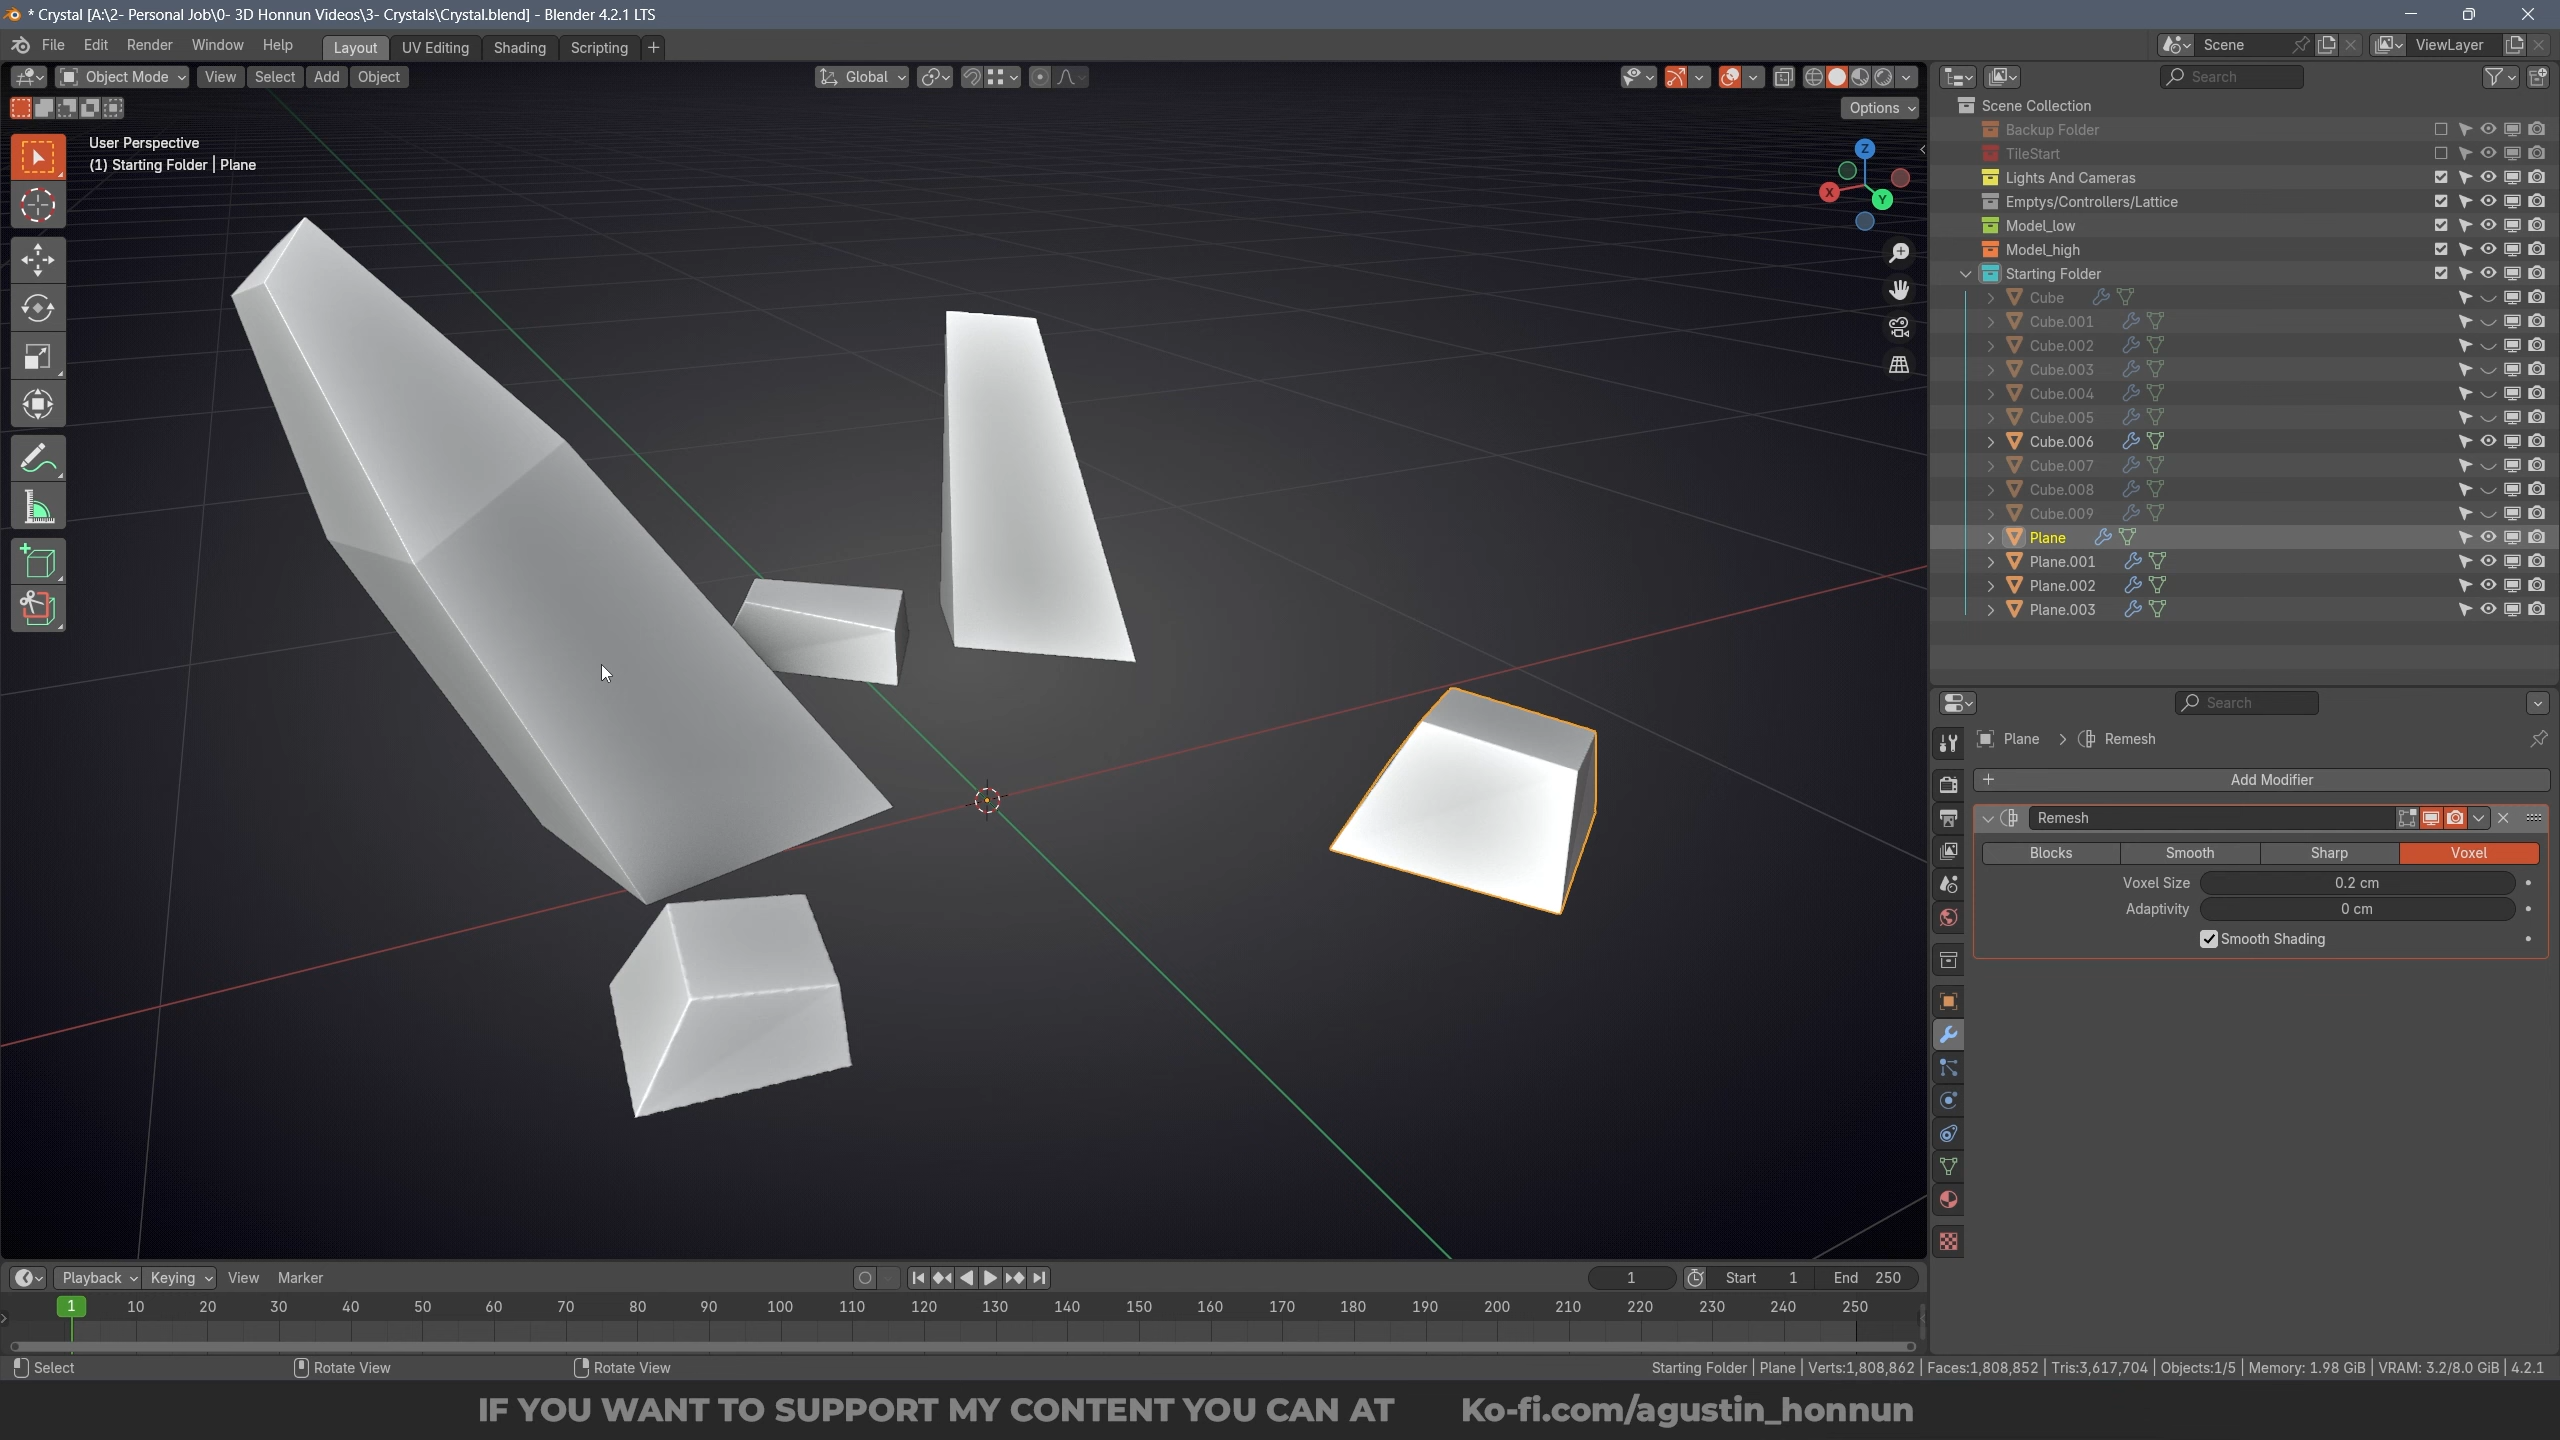 * Crystal [A:\2- Personal Job\0- 3D Honnun Videos\3- Crystals\Crystal.blend] - Blender 4.2.1 LTS
File Edit Render Window Help Layout UV Editing Shading Scripting + Scene ViewLayer
Object Mode View Select Add Object Global Search
Options
User Perspective
(1) Starting Folder | Plane
Z
X
Y
Scene Collection
Backup Folder
TileStart
Lights And Cameras
Emptys/Controllers/Lattice
Model_low
Model_high
Starting Folder
Cube
Cube.001
Cube.002
Cube.003
Cube.004
Cube.005
Cube.006
Cube.007
Cube.008
Cube.009
Plane
Plane.001
Plane.002
Plane.003
Search
Plane > Remesh
+ Add Modifier
Remesh
Blocks Smooth Sharp Voxel
Voxel Size 0.2 cm
Adaptivity 0 cm
Smooth Shading
Playback Keying View Marker 1 Start 1 End 250
1 10 20 30 40 50 60 70 80 90 100 110 120 130 140 150 160 170 180 190 200 210 220 230 240 250
Select Rotate View Rotate View Starting Folder | Plane | Verts:1,808,862 | Faces:1,808,852 | Tris:3,617,704 | Objects:1/5 | Memory: 1.98 GiB | VRAM: 3.2/8.0 GiB | 4.2.1
IF YOU WANT TO SUPPORT MY CONTENT YOU CAN AT Ko-fi.com/agustin_honnun